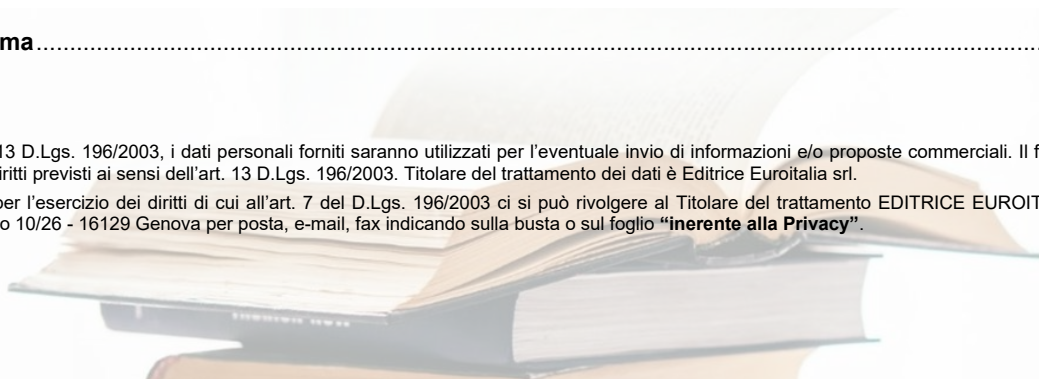 ma..............................................................................................................................
13 D.Lgs. 196/2003, i dati personali forniti saranno utilizzati per l’eventuale invio di informazioni e/o proposte commerciali. Il f
iritti previsti ai sensi dell’art. 13 D.Lgs. 196/2003. Titolare del trattamento dei dati è Editrice Euroitalia srl.
per l’esercizio dei diritti di cui all’art. 7 del D.Lgs. 196/2003 ci si può rivolgere al Titolare del trattamento EDITRICE EUROIT
o 10/26 - 16129 Genova per posta, e-mail, fax indicando sulla busta o sul foglio “inerente alla Privacy”.